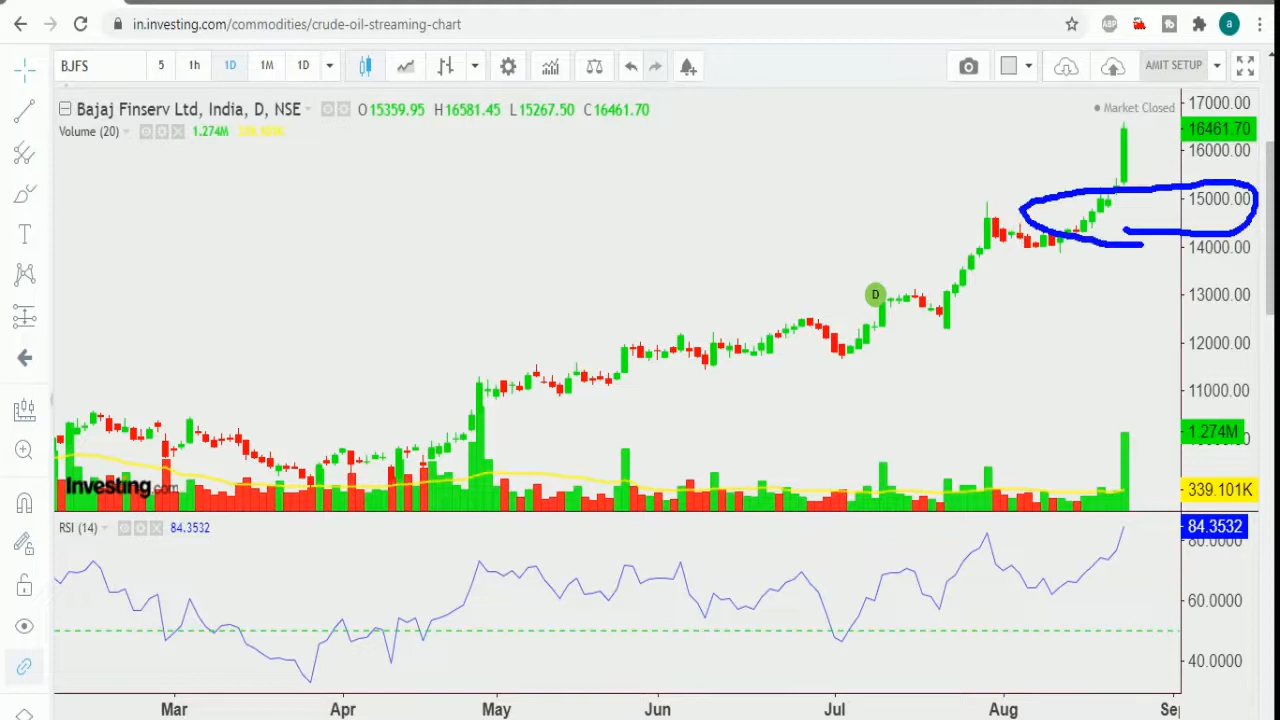 in.investing.com/commodities/crude-oil-streaming-chart
ABP
a
BJFS 5 1h 1D 1M 1D AMIT SETUP
Bajaj Finserv Ltd, India, D, NSE O15359.95 H16581.45 L15267.50 C16461.70
Market Closed
Volume (20) 1.274M
17000.00
16461.70
16000.00
15000.00
14000.00
13000.00
12000.00
11000.00
1.274M
339.101K
D
Investing.com
RSI (14) 84.3532
84.3532
80.0000
60.0000
40.0000
Mar Apr May Jun Jul Aug Sep